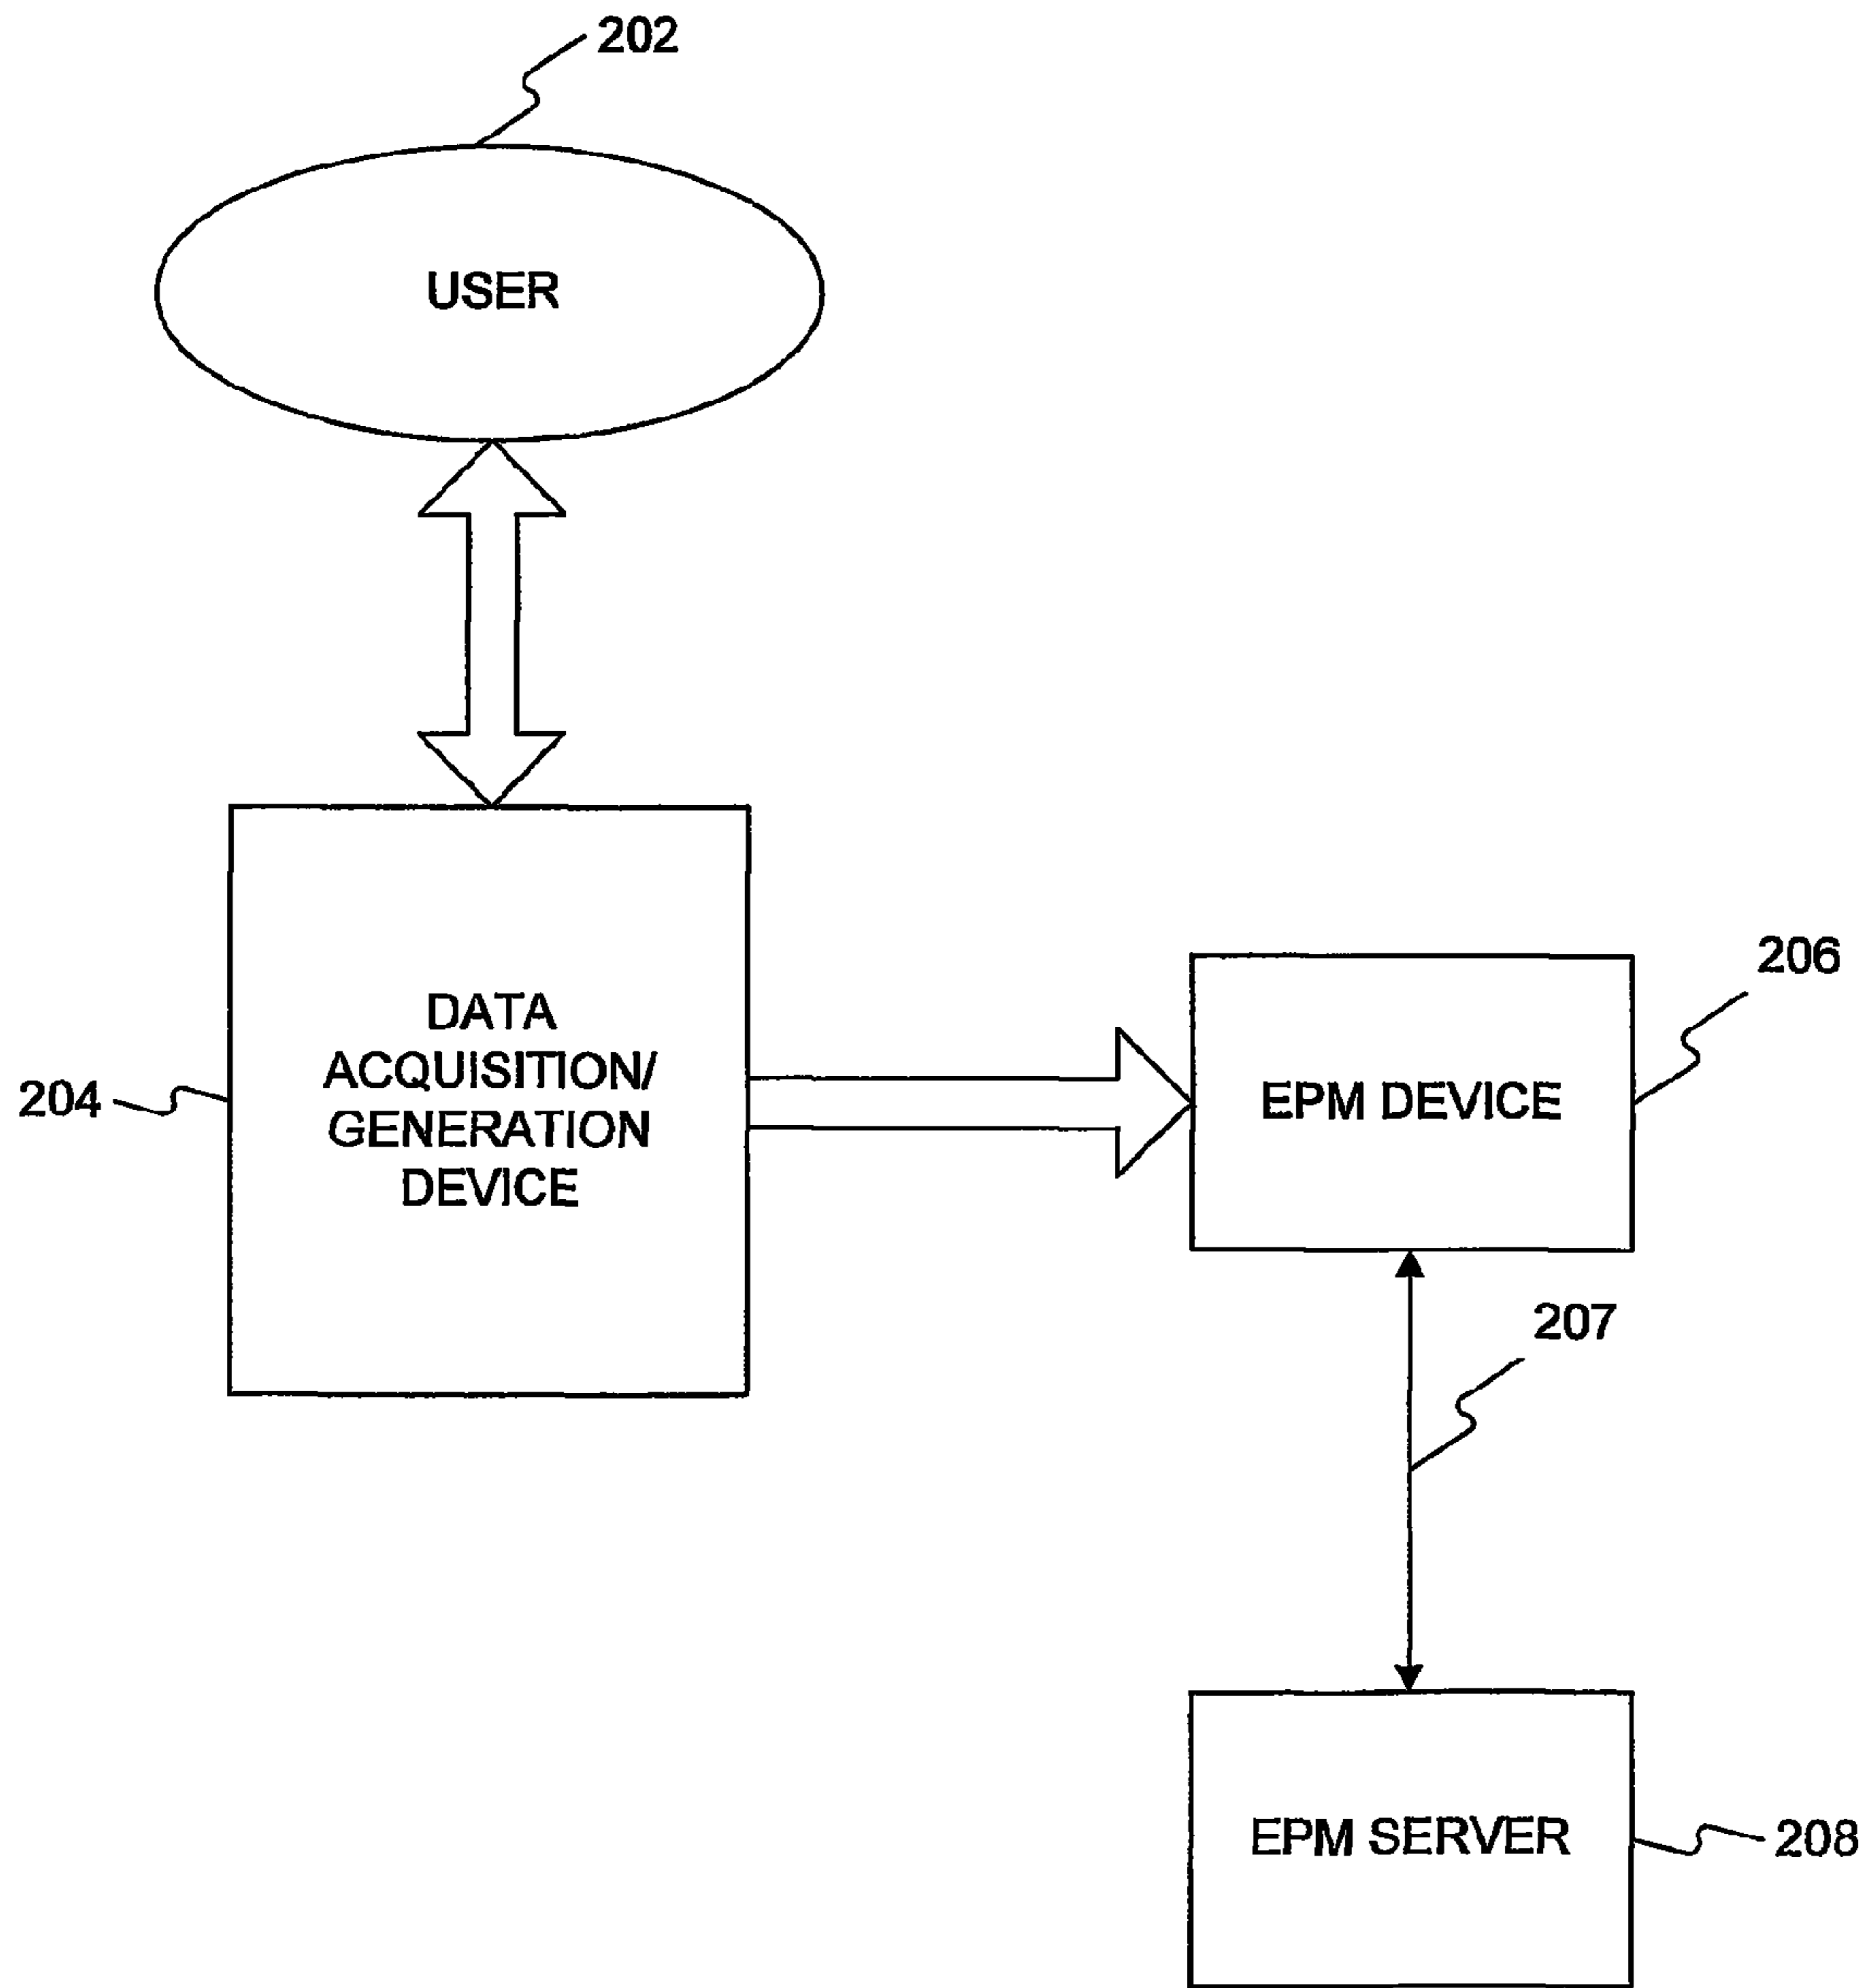 202
USER
DATA
ACQUISITION/
GENERATION
DEVICE
204
206
EPM DEVICE
207
EPM SERVER
208